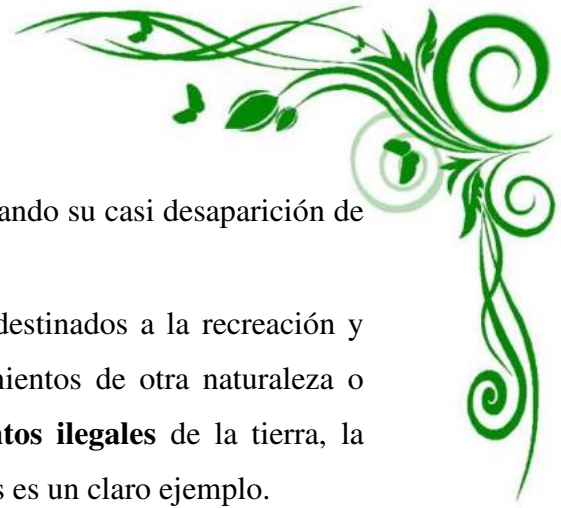 ando su casi desaparición de
destinados a la recreación y
mientos de otra naturaleza o
tos ilegales de la tierra, la
s es un claro ejemplo.